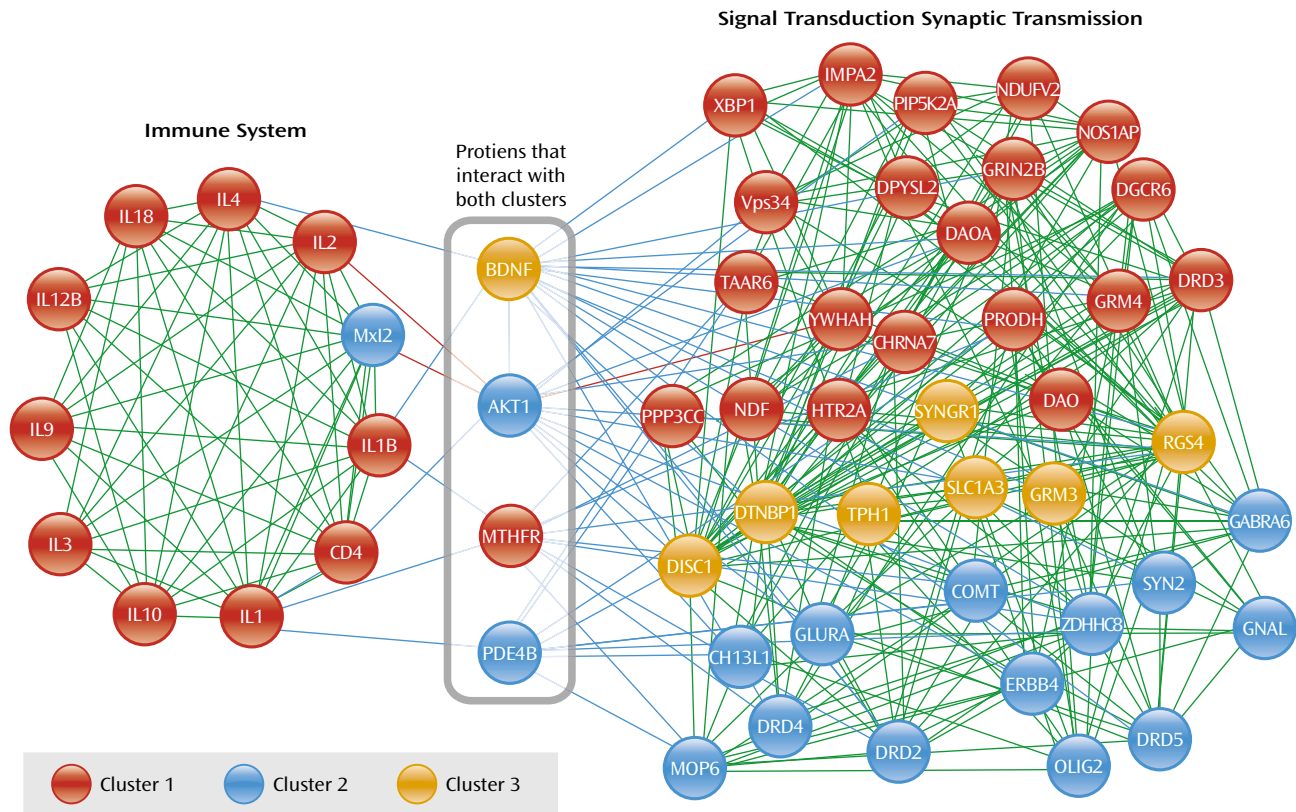 Signal Transduction Synaptic Transmission
Immune System
Protiens that
interact with
both clusters
IL4
IL18
IL2
IL12B
MxI2
IL9
IL1B
IL3
CD4
IL10
IL1
BDNF
AKT1
MTHFR
PDE4B
IMPA2
XBP1
PIP5K2A
NDUFV2
NOS1AP
GRIN2B
DPYSL2
DGCR6
Vps34
DAOA
TAAR6
DRD3
GRM4
YWHAH
PRODH
CHRNA7
PPP3CC
NDF
HTR2A
SYNGR1
DAO
RGS4
SLC1A3
GRM3
DTNBP1
TPH1
GABRA6
DISC1
COMT
SYN2
GLURA
ZDHHC8
GNAL
CH13L1
ERBB4
DRD4
DRD2
DRD5
MOP6
OLIG2
Cluster 1
Cluster 2
Cluster 3